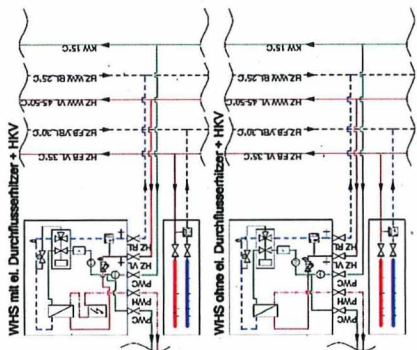 WHS mit el. Durchflusserhitzer + HKV
KW 15°C
HZ WW RL 25°C
HZ WW VL 45-50°C
HZ FB VRL 30°C
HZ FB VL 35°C
HZ RL
HZ VL
PWC
PWH
PWC
WHS ohne el. Durchflusserhitzer + HKV
KW 15°C
HZ WW RL 25°C
HZ WW VL 45-50°C
HZ FB VRL 30°C
HZ FB VL 35°C
HZ RL
HZ VL
PWC
PWH
PWC